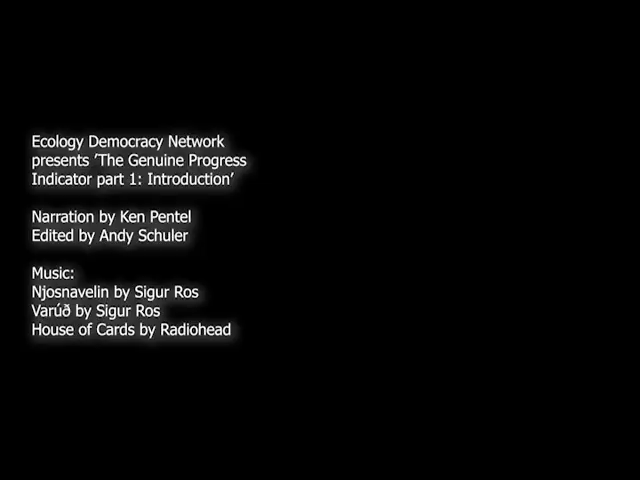 Ecology Democracy Network
presents ’The Genuine Progress
Indicator part 1: Introduction’
Narration by Ken Pentel
Edited by Andy Schuler
Music:
Njosnavelin by Sigur Ros
Varúð by Sigur Ros
House of Cards by Radiohead